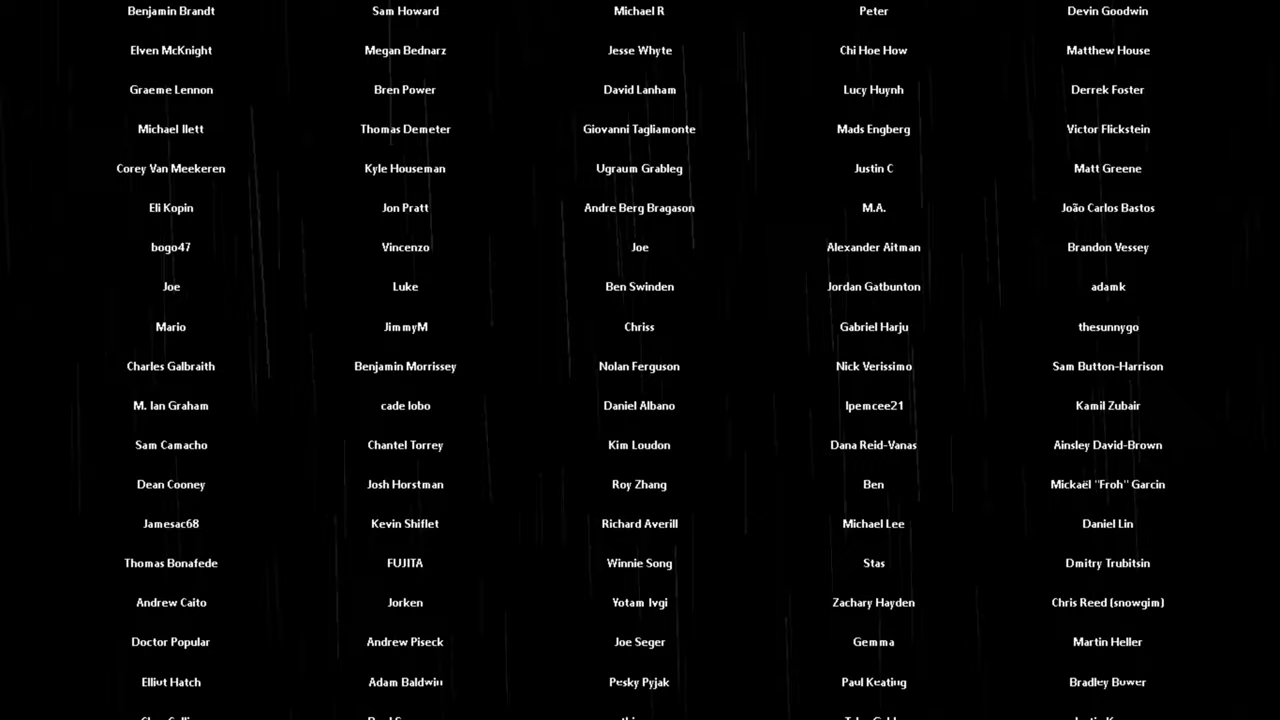 Benjamin Brandt Sam Howard Michael R Peter Devin Goodwin
Elven McKnight Megan Bednarz Jesse Whyte Chi Hoe How Matthew House
Graeme Lennon Bren Power David Lanham Lucy Huynh Derrek Foster
Michael Ilett Thomas Demeter Giovanni Tagliamonte Mads Engberg Victor Flickstein
Corey Van Meekeren Kyle Houseman Ugraum Grableg Justin C Matt Greene
Eli Kopin Jon Pratt Andre Berg Bragason M.A. João Carlos Bastos
bogo47 Vincenzo Joe Alexander Aitman Brandon Vessey
Joe Luke Ben Swinden Jordan Gatbunton adamk
Mario JimmyM Chriss Gabriel Harju thesunnygo
Charles Galbraith Benjamin Morrissey Nolan Ferguson Nick Verissimo Sam Button-Harrison
M. Ian Graham cade lobo Daniel Albano lpemcee21 Kamil Zubair
Sam Camacho Chantel Torrey Kim Loudon Dana Reid-Vanas Ainsley David-Brown
Dean Cooney Josh Horstman Roy Zhang Ben Mickaël "Froh" Garcin
Jamesac68 Kevin Shiflet Richard Averill Michael Lee Daniel Lin
Thomas Bonafede FUJITA Winnie Song Stas Dmitry Trubitsin
Andrew Caito Jorken Yotam Ivgi Zachary Hayden Chris Reed (snowgim)
Doctor Popular Andrew Piseck Joe Seger Gemma Martin Heller
Elliot Hatch Adam Baldwin Pesky Pyjak Paul Keating Bradley Bower